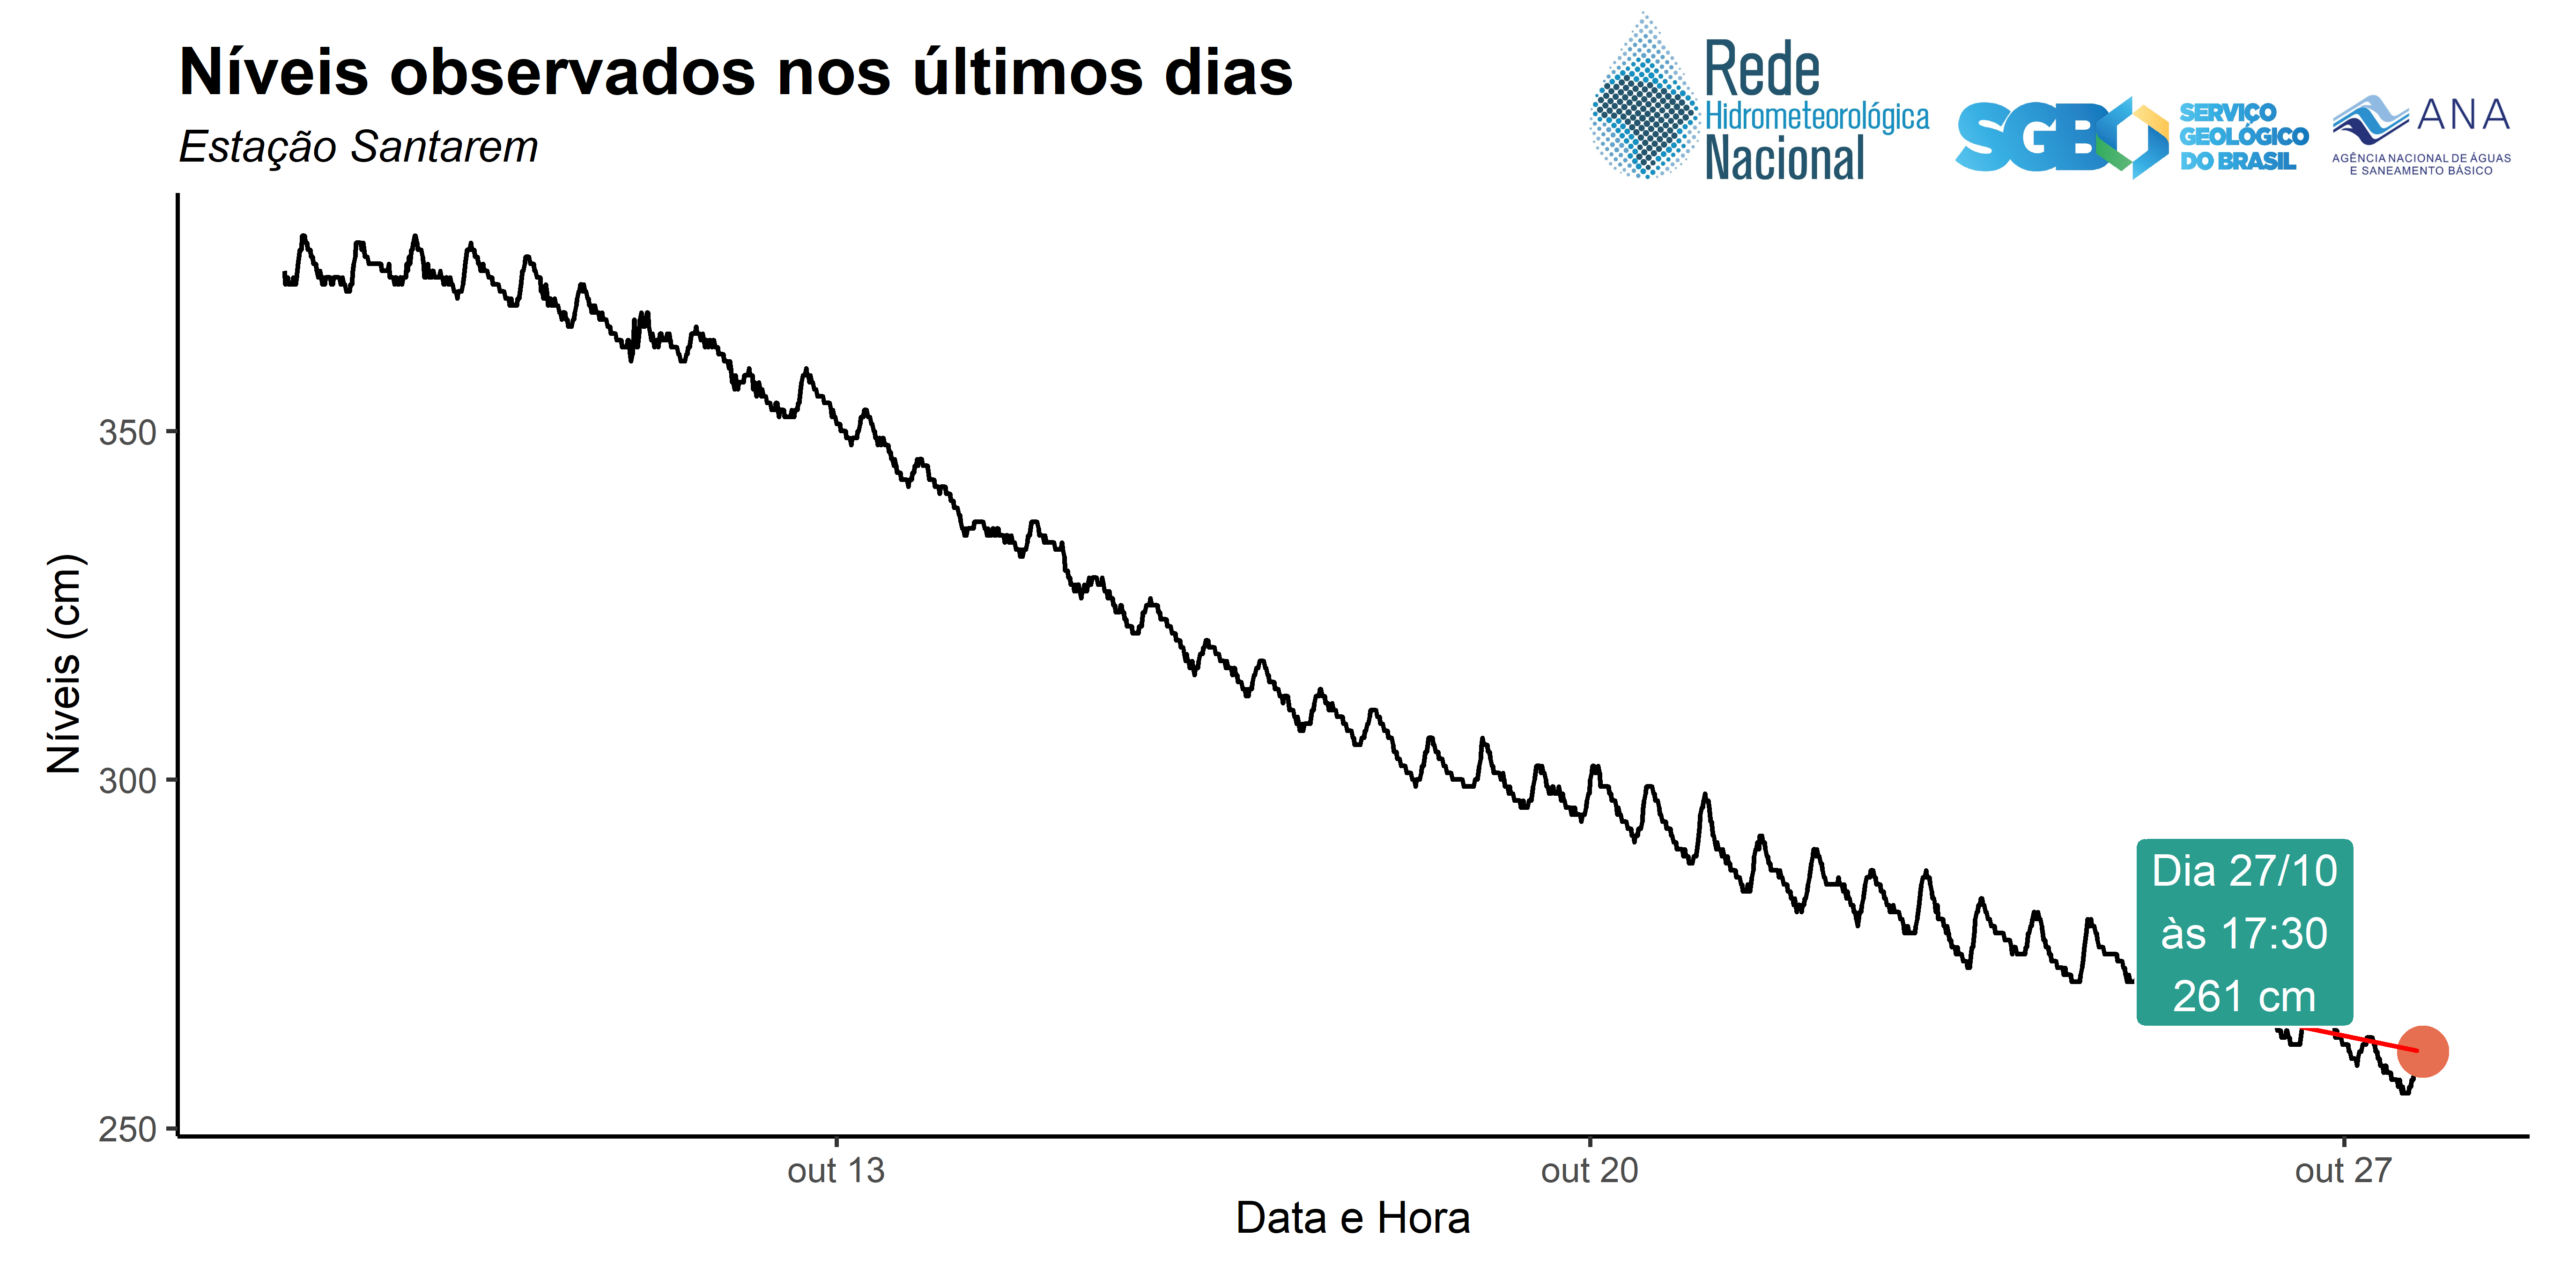 Níveis observados nos últimos dias
Estação Santarem
Rede
Hidrometeorológica
Nacional
SGB
SERVIÇO
GEOLÓGICO
DO BRASIL
ANA
AGÊNCIA NACIONAL DE ÁGUAS
E SANEAMENTO BÁSICO
Níveis (cm)
350
300
250
Dia 27/10
às 17:30
261 cm
out 13
out 20
out 27
Data e Hora